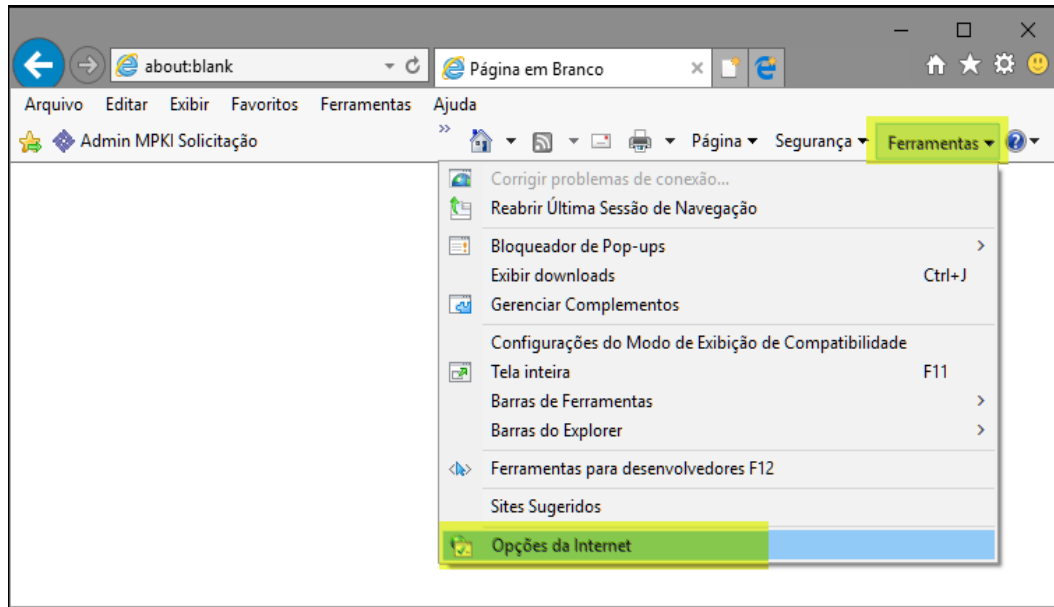 about:blank
Página em Branco
Arquivo Editar Exibir Favoritos Ferramentas Ajuda
Admin MPKI Solicitação » Página Segurança Ferramentas
Corrigir problemas de conexão...
Reabrir Última Sessão de Navegação
Bloqueador de Pop-ups
Exibir downloads Ctrl+J
Gerenciar Complementos
Configurações do Modo de Exibição de Compatibilidade
Tela inteira F11
Barras de Ferramentas
Barras do Explorer
Ferramentas para desenvolvedores F12
Sites Sugeridos
Opções da Internet